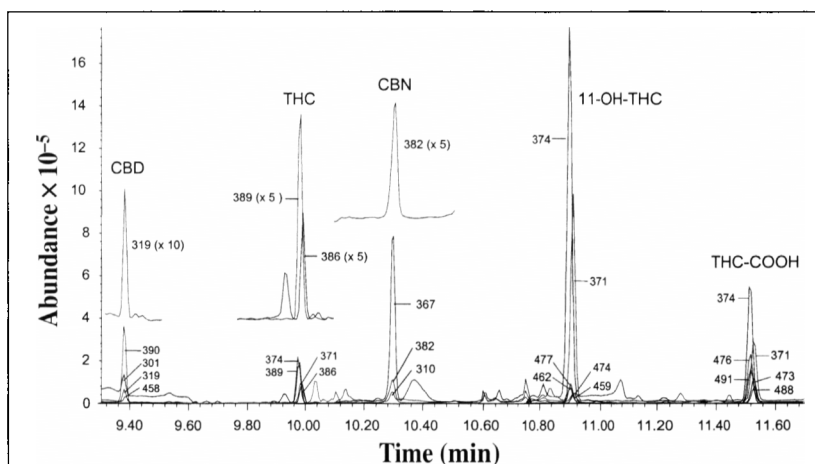 Abundance × 10⁻⁵
16
14
12
10
8
6
4
2
0
CBD
319 (x 10)
390
301
319
458
THC
389 (x 5)
386 (x 5)
374
389
371
386
CBN
382 (x 5)
367
382
310
11-OH-THC
374
371
477
462
474
459
THC-COOH
374
476
491
371
473
488
9.40 9.60 9.80 10.00 10.20 10.40 10.60 10.80 11.00 11.20 11.40 11.60
Time (min)